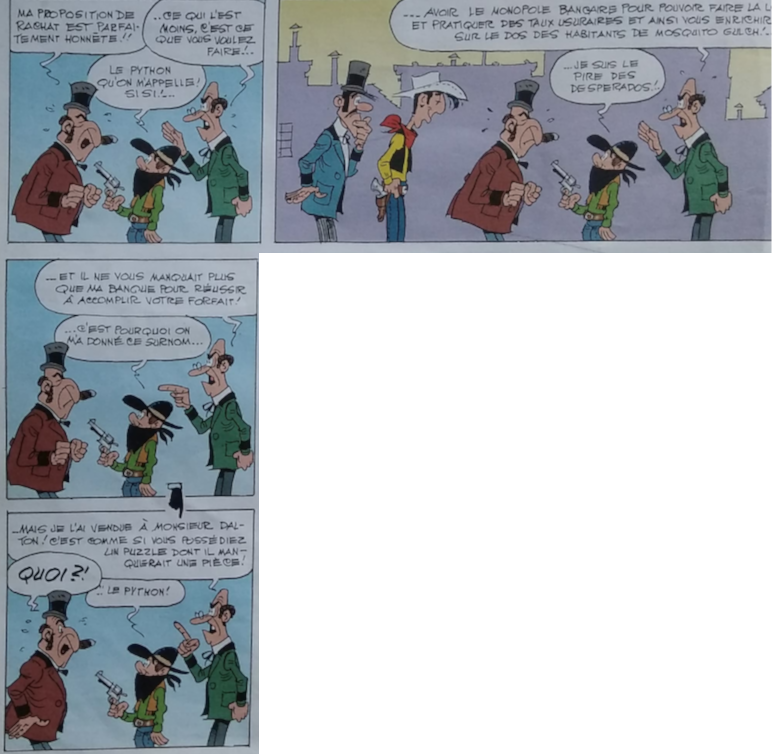 MA PROPOSITION DE
RACHAT EST PARFAI-
TEMENT HONNÊTE!!
...CE QUI L'EST
MOINS, C'EST CE
QUE VOUS VOULEZ
FAIRE!..
LE PYTHON
QU'ON M'APPELLE!
SI SI!...
... AVOIR LE MONOPOLE BANCAIRE POUR POUVOIR FAIRE LA L
ET PRATIQUER DES TAUX USURAIRES ET AINSI VOUS ENRICHIR
SUR LE DOS DES HABITANTS DE MOSQUITO GULCH!..
...JE SUIS LE
PIRE DES
DESPERADOS!..
...ET IL NE VOUS MANQUAIT PLUS
QUE MA BANQUE POUR RÉUSSIR
À ACCOMPLIR VOTRE FORFAIT!
...C'EST POURQUOI ON
M'A DONNÉ CE SURNOM...
...MAIS JE L'AI VENDUE À MONSIEUR DAL-
TON! C'EST COMME SI VOUS POSSÉDIEZ
UN PUZZLE DONT IL MAN-
QUERAIT UNE PIÈCE!
QUOI?!
...LE PYTHON!